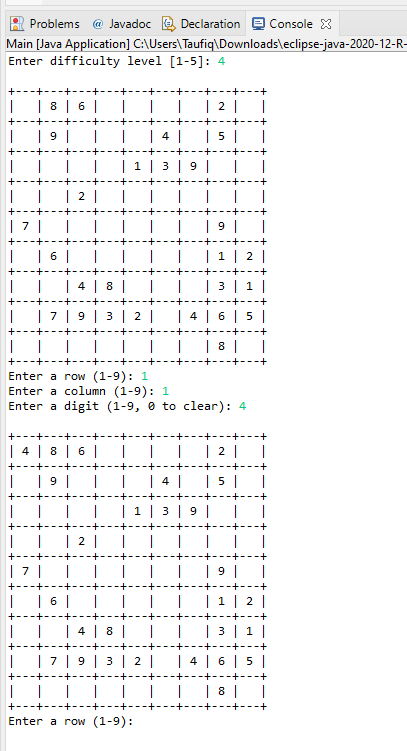 Problems @ Javadoc Declaration Console
Main [Java Application] C:\Users\Taufiq\Downloads\eclipse-java-2020-12-R-
Enter difficulty level [1-5]: 4
+---+---+---+---+---+---+---+---+---+
|   | 8 | 6 |   |   |   |   | 2 |   |
+---+---+---+---+---+---+---+---+---+
|   | 9 |   |   |   | 4 |   | 5 |   |
+---+---+---+---+---+---+---+---+---+
|   |   |   |   | 1 | 3 | 9 |   |   |
+---+---+---+---+---+---+---+---+---+
|   |   | 2 |   |   |   |   |   |   |
+---+---+---+---+---+---+---+---+---+
| 7 |   |   |   |   |   |   | 9 |   |
+---+---+---+---+---+---+---+---+---+
|   | 6 |   |   |   |   |   | 1 | 2 |
+---+---+---+---+---+---+---+---+---+
|   |   | 4 | 8 |   |   |   | 3 | 1 |
+---+---+---+---+---+---+---+---+---+
|   | 7 | 9 | 3 | 2 |   | 4 | 6 | 5 |
+---+---+---+---+---+---+---+---+---+
|   |   |   |   |   |   |   | 8 |   |
+---+---+---+---+---+---+---+---+---+
Enter a row (1-9): 1
Enter a column (1-9): 1
Enter a digit (1-9, 0 to clear): 4
+---+---+---+---+---+---+---+---+---+
| 4 | 8 | 6 |   |   |   |   | 2 |   |
+---+---+---+---+---+---+---+---+---+
|   | 9 |   |   |   | 4 |   | 5 |   |
+---+---+---+---+---+---+---+---+---+
|   |   |   |   | 1 | 3 | 9 |   |   |
+---+---+---+---+---+---+---+---+---+
|   |   | 2 |   |   |   |   |   |   |
+---+---+---+---+---+---+---+---+---+
| 7 |   |   |   |   |   |   | 9 |   |
+---+---+---+---+---+---+---+---+---+
|   | 6 |   |   |   |   |   | 1 | 2 |
+---+---+---+---+---+---+---+---+---+
|   |   | 4 | 8 |   |   |   | 3 | 1 |
+---+---+---+---+---+---+---+---+---+
|   | 7 | 9 | 3 | 2 |   | 4 | 6 | 5 |
+---+---+---+---+---+---+---+---+---+
|   |   |   |   |   |   |   | 8 |   |
+---+---+---+---+---+---+---+---+---+
Enter a row (1-9):